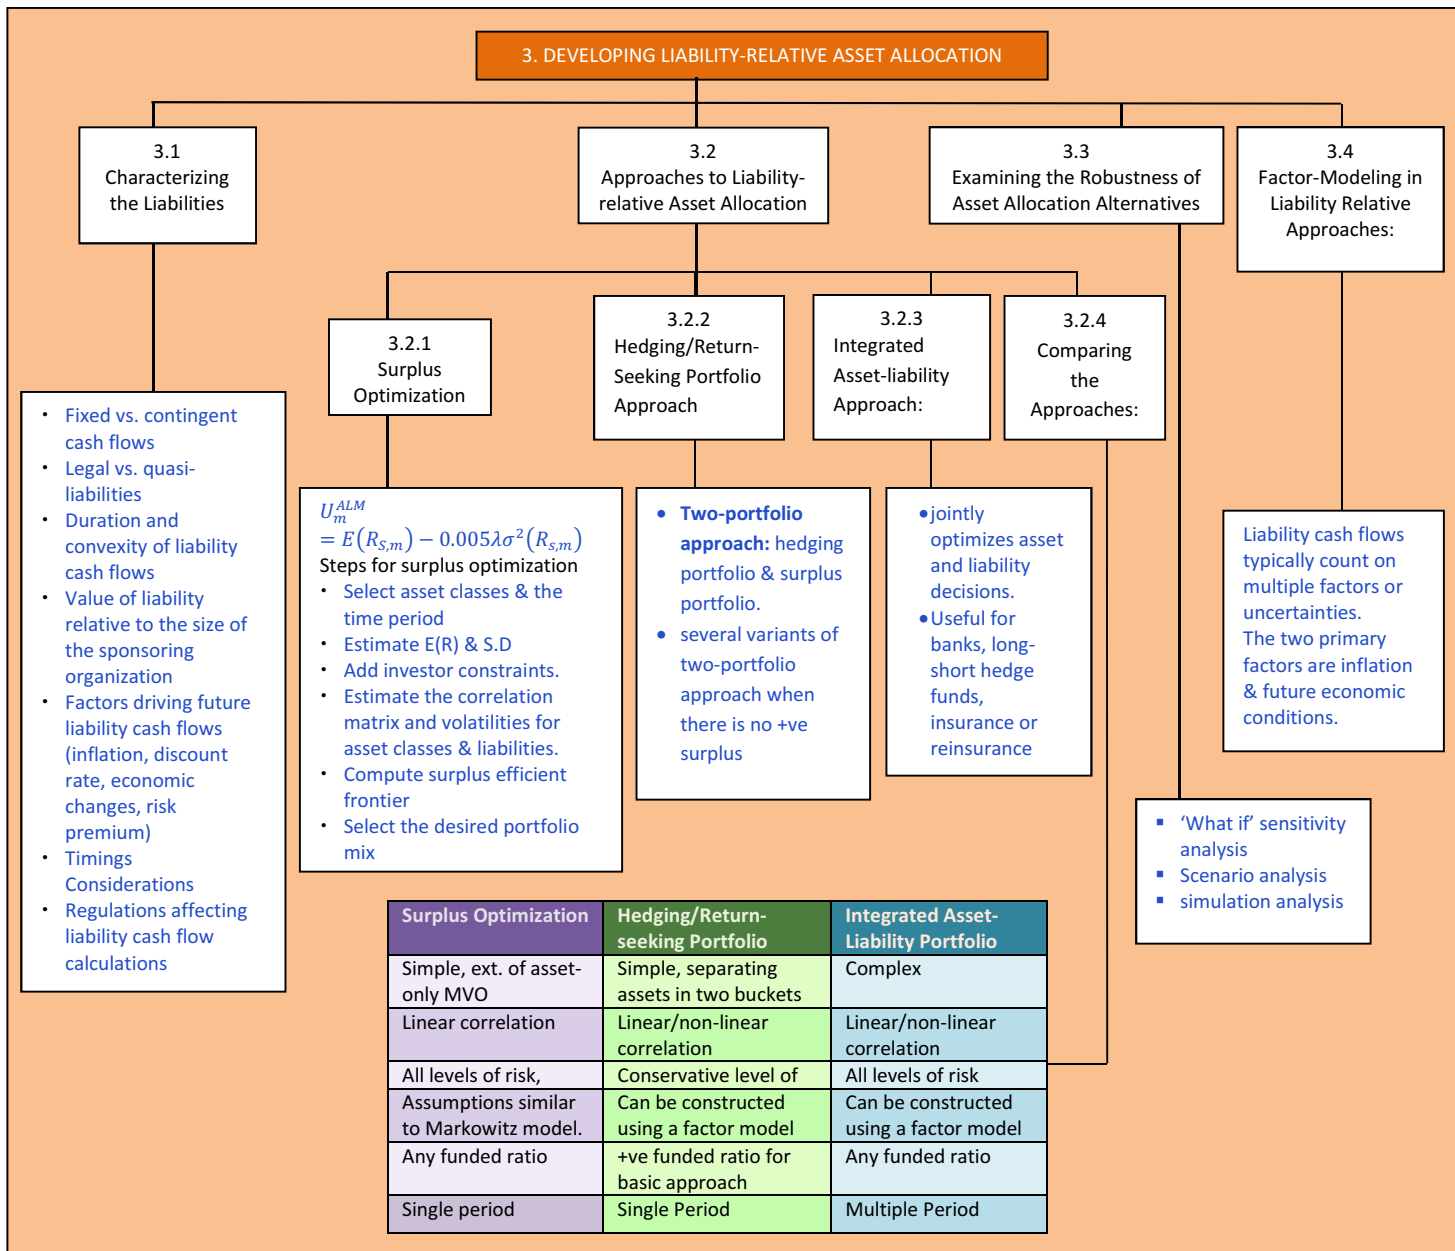 3. DEVELOPING LIABILITY-RELATIVE ASSET ALLOCATION
3.1
Characterizing
the Liabilities
3.2
Approaches to Liability-
relative Asset Allocation
3.3
Examining the Robustness of
Asset Allocation Alternatives
3.4
Factor-Modeling in
Liability Relative
Approaches:
3.2.1
Surplus
Optimization
3.2.2
Hedging/Return-
Seeking Portfolio
Approach
3.2.3
Integrated
Asset-liability
Approach:
3.2.4
Comparing
the
Approaches:
• Fixed vs. contingent
cash flows
• Legal vs. quasi-
liabilities
• Duration and
convexity of liability
cash flows
• Value of liability
relative to the size of
the sponsoring
organization
• Factors driving future
liability cash flows
(inflation, discount
rate, economic
changes, risk
premium)
• Timings
Considerations
• Regulations affecting
liability cash flow
calculations
U_m^{ALM}
= E(R_{S,m}) − 0.005λσ²(R_{s,m})
Steps for surplus optimization
• Select asset classes & the
time period
• Estimate E(R) & S.D
• Add investor constraints.
• Estimate the correlation
matrix and volatilities for
asset classes & liabilities.
• Compute surplus efficient
frontier
• Select the desired portfolio
mix
• Two-portfolio
approach: hedging
portfolio & surplus
portfolio.
• several variants of
two-portfolio
approach when
there is no +ve
surplus
• jointly
optimizes asset
and liability
decisions.
• Useful for
banks, long-
short hedge
funds,
insurance or
reinsurance
Liability cash flows
typically count on
multiple factors or
uncertainties.
The two primary
factors are inflation
& future economic
conditions.
▪ ‘What if’ sensitivity
analysis
▪ Scenario analysis
▪ simulation analysis
Surplus Optimization
Hedging/Return-
seeking Portfolio
Integrated Asset-
Liability Portfolio
Simple, ext. of asset-
only MVO
Simple, separating
assets in two buckets
Complex
Linear correlation
Linear/non-linear
correlation
Linear/non-linear
correlation
All levels of risk,
Conservative level of
All levels of risk
Assumptions similar
to Markowitz model.
Can be constructed
using a factor model
Can be constructed
using a factor model
Any funded ratio
+ve funded ratio for
basic approach
Any funded ratio
Single period
Single Period
Multiple Period